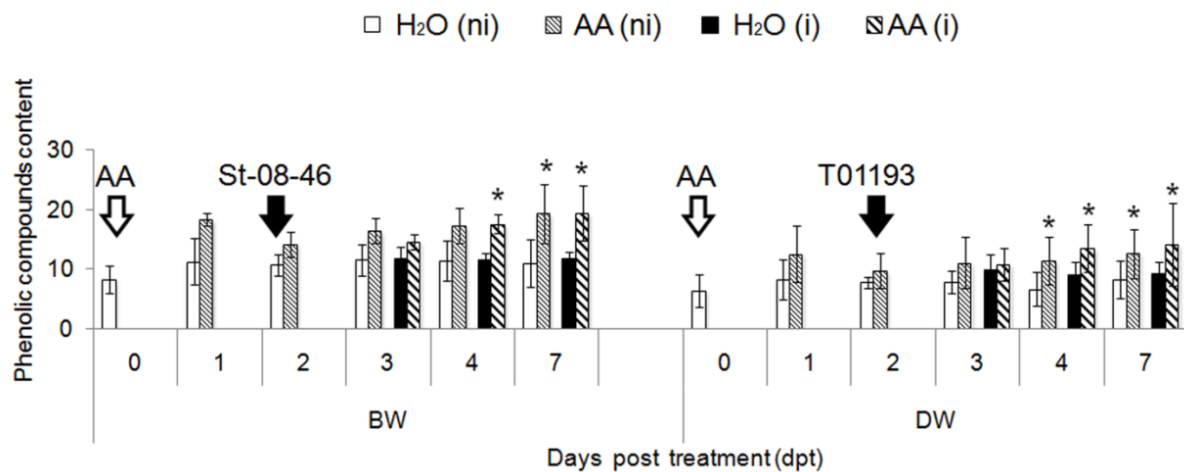 H₂O (ni) AA (ni) H₂O (i) AA (i)
Phenolic compounds content
30
20
10
0
AA St-08-46 * * * AA T01193 * * * *
0 1 2 3 4 7 0 1 2 3 4 7
BW DW
Days post treatment (dpt)